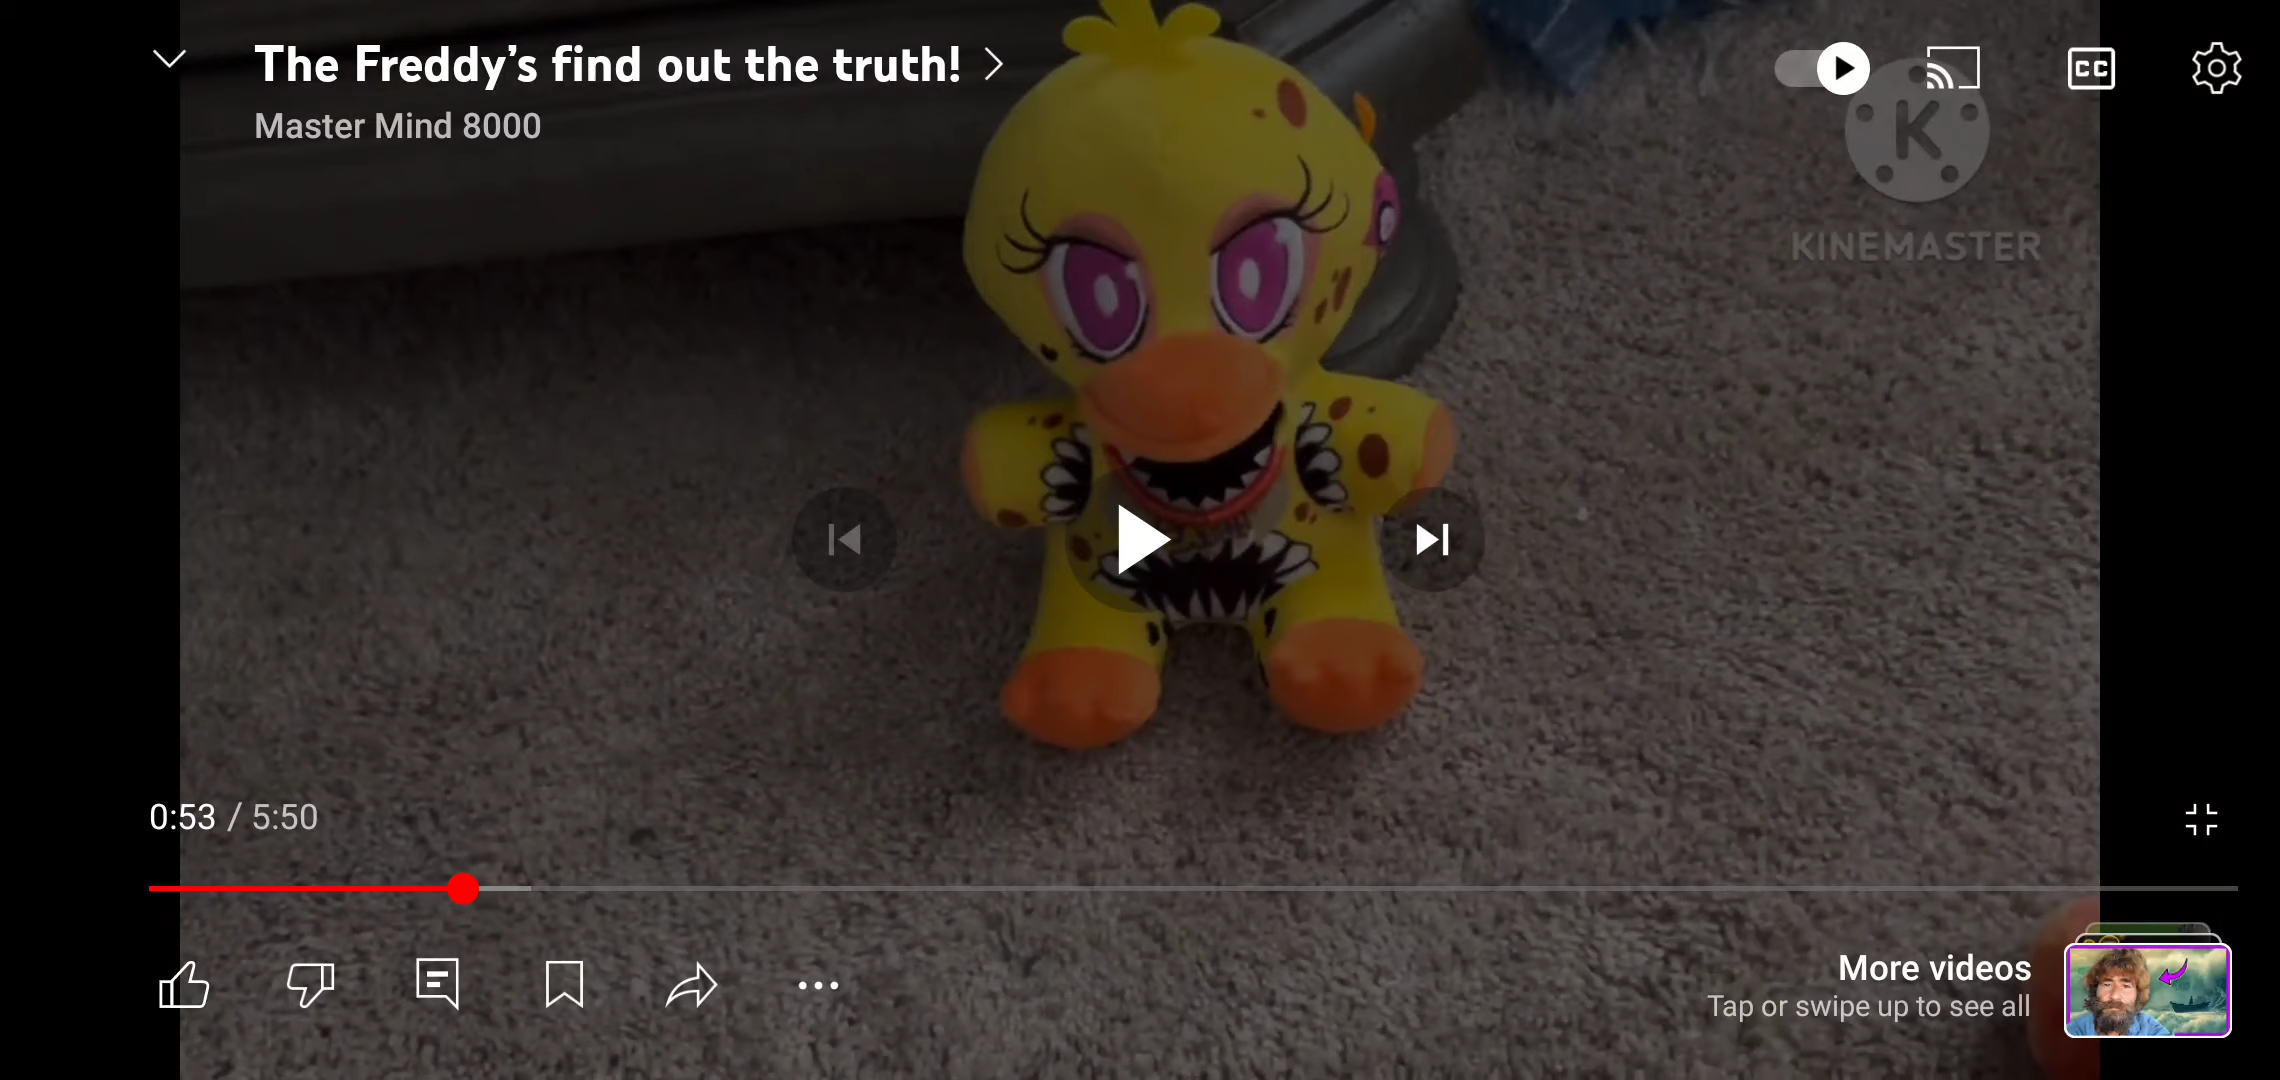 The Freddy's find out the truth!
Master Mind 8000
CC
K
KINEMASTER
0:53 / 5:50
More videos
Tap or swipe up to see all